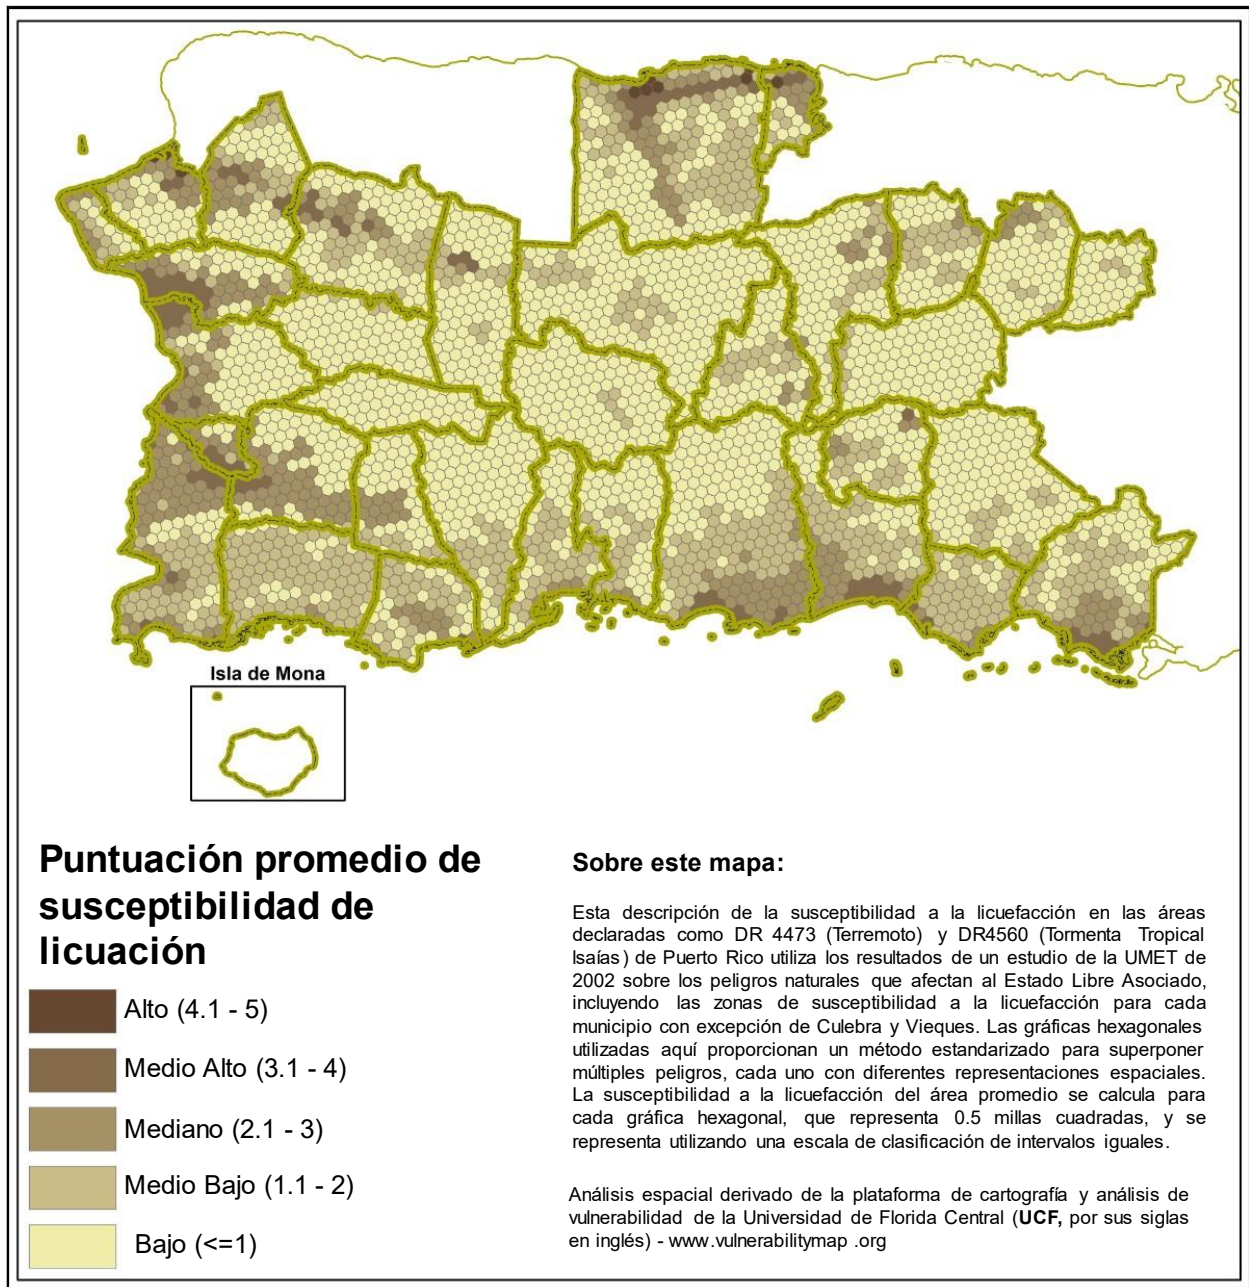 Isla de Mona
Puntuación promedio de
susceptibilidad de
licuación
Alto (4.1 - 5)
Medio Alto (3.1 - 4)
Mediano (2.1 - 3)
Medio Bajo (1.1 - 2)
Bajo (<=1)
Sobre este mapa:
Esta descripción de la susceptibilidad a la licuefacción en las áreas
declaradas como DR 4473 (Terremoto) y DR4560 (Tormenta Tropical
Isaías) de Puerto Rico utiliza los resultados de un estudio de la UMET de
2002 sobre los peligros naturales que afectan al Estado Libre Asociado,
incluyendo las zonas de susceptibilidad a la licuefacción para cada
municipio con excepción de Culebra y Vieques. Las gráficas hexagonales
utilizadas aquí proporcionan un método estandarizado para superponer
múltiples peligros, cada uno con diferentes representaciones espaciales.
La susceptibilidad a la licuefacción del área promedio se calcula para
cada gráfica hexagonal, que representa 0.5 millas cuadradas, y se
representa utilizando una escala de clasificación de intervalos iguales.
Análisis espacial derivado de la plataforma de cartografía y análisis de
vulnerabilidad de la Universidad de Florida Central (UCF, por sus siglas
en inglés) - www.vulnerabilitymap .org